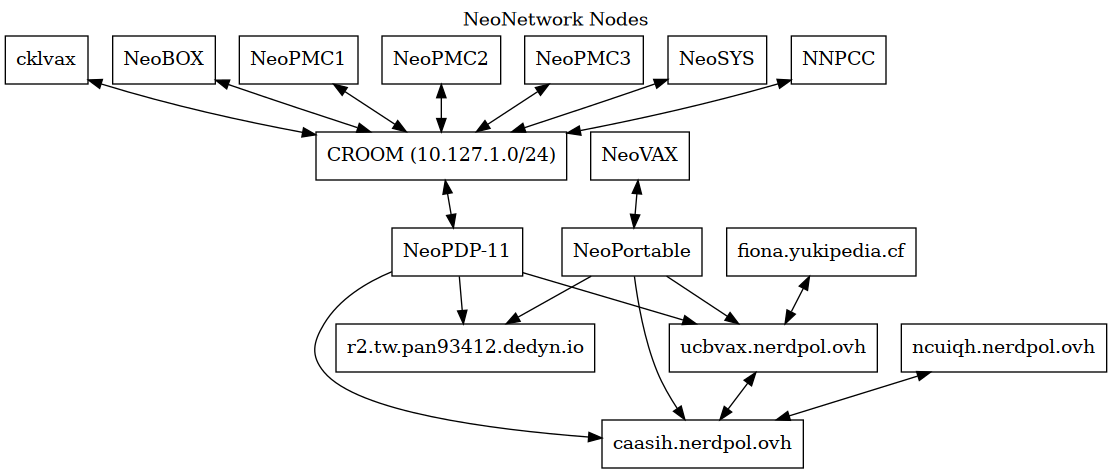 NeoNetwork Nodes
cklvax
NeoBOX
NeoPMC1
NeoPMC2
NeoPMC3
NeoSYS
NNPCC
CROOM (10.127.1.0/24)
NeoVAX
NeoPDP-11
NeoPortable
fiona.yukipedia.cf
r2.tw.pan93412.dedyn.io
ucbvax.nerdpol.ovh
ncuiqh.nerdpol.ovh
caasih.nerdpol.ovh